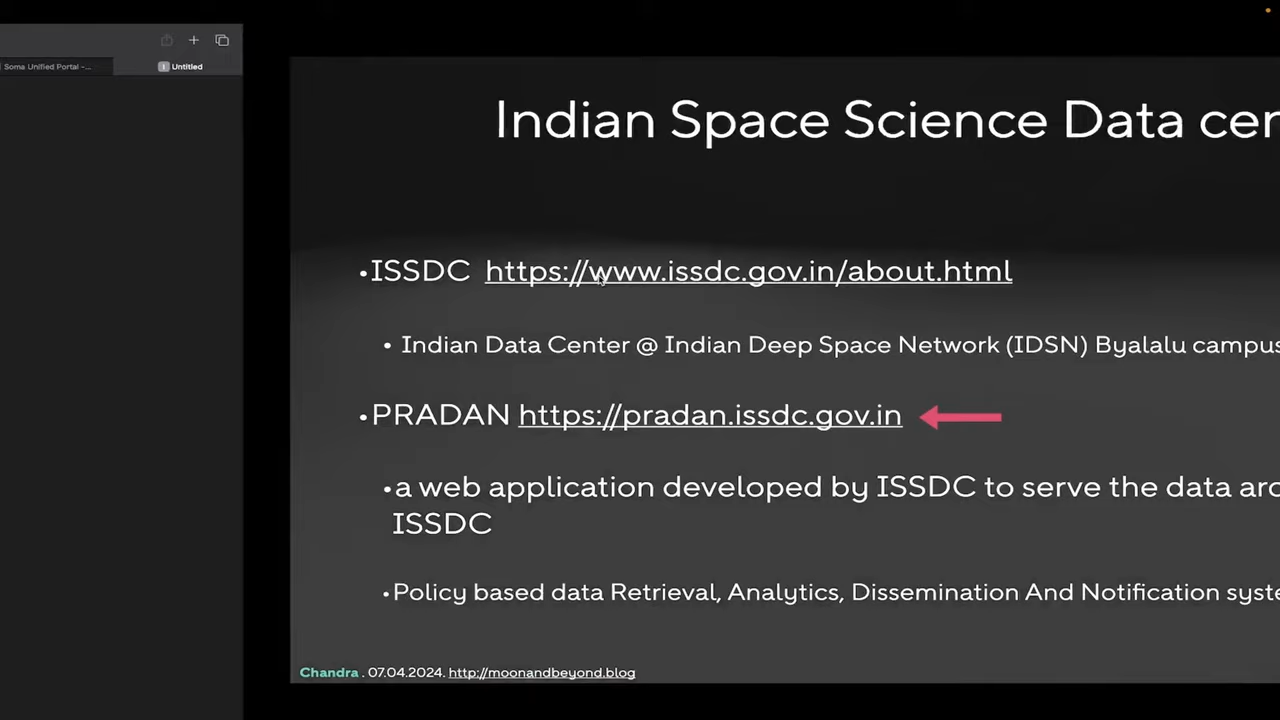 Soma Unified Portal -...
Untitled
Indian Space Science Data cen
•ISSDC https://www.issdc.gov.in/about.html
• Indian Data Center @ Indian Deep Space Network (IDSN) Byalalu campus
•PRADAN https://pradan.issdc.gov.in
•a web application developed by ISSDC to serve the data arc
ISSDC
•Policy based data Retrieval, Analytics, Dissemination And Notification syste
Chandra . 07.04.2024. http://moonandbeyond.blog